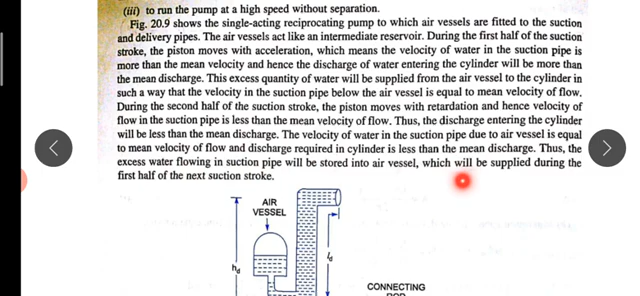 (iii) to run the pump at a high speed without separation.
Fig. 20.9 shows the single-acting reciprocating pump to which air vessels are fitted to the suction
and delivery pipes. The air vessels act like an intermediate reservoir. During the first half of the suction
stroke, the piston moves with acceleration, which means the velocity of water in the suction pipe is
more than the mean velocity and hence the discharge of water entering the cylinder will be more than
the mean discharge. This excess quantity of water will be supplied from the air vessel to the cylinder in
such a way that the velocity in the suction pipe below the air vessel is equal to mean velocity of flow.
During the second half of the suction stroke, the piston moves with retardation and hence velocity of
flow in the suction pipe is less than the mean velocity of flow. Thus, the discharge entering the cylinder
will be less than the mean discharge. The velocity of water in the suction pipe due to air vessel is equal
to mean velocity of flow and discharge required in cylinder is less than the mean discharge. Thus, the
excess water flowing in suction pipe will be stored into air vessel, which will be supplied during the
first half of the next suction stroke.
AIR
VESSEL
ld
hd
CONNECTING
ROD